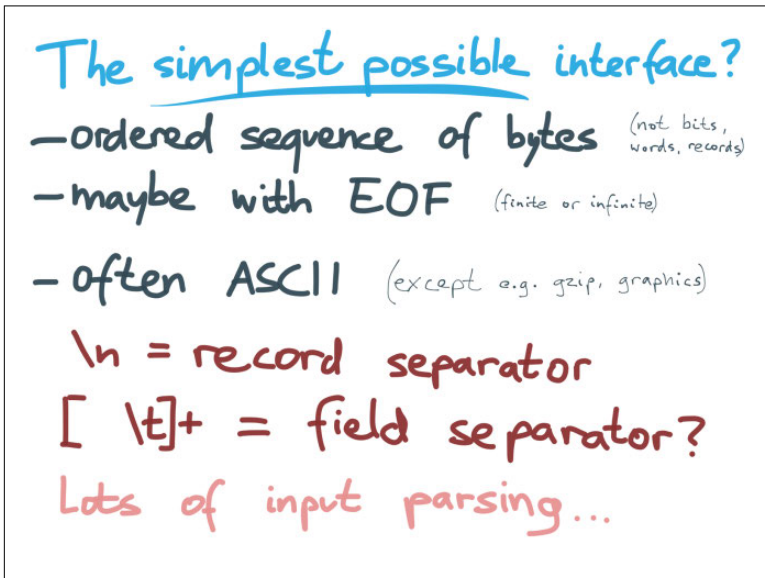 The simplest possible interface?
– ordered sequence of bytes (not bits, words, records)
– maybe with EOF (finite or infinite)
– often ASCII (except e.g. gzip, graphics)
\n = record separator
[ \t]+ = field separator?
Lots of input parsing...